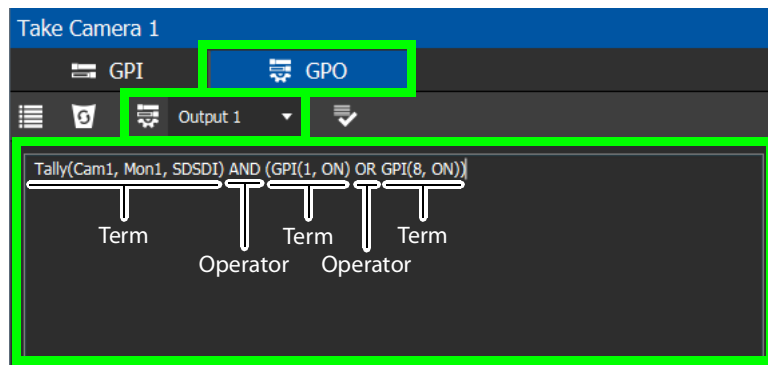 Take Camera 1
GPI GPO
Output 1
Tally(Cam1, Mon1, SDSDI) AND (GPI(1, ON) OR GPI(8, ON))
Term Term Term
Operator Operator